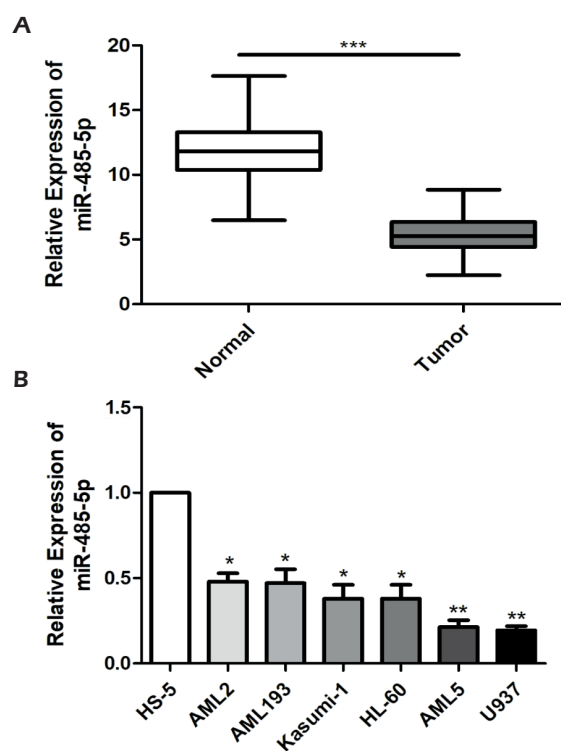 A
Relative Expression of
miR-485-5p
20
15
10
5
0
***
Normal
Tumor
B
Relative Expression of
miR-485-5p
1.5
1.0
0.5
0.0
*
*
*
*
**
**
HS-5
AML2
AML193
Kasumi-1
HL-60
AML5
U937